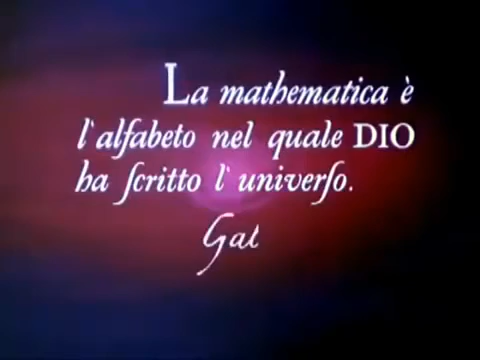 La mathematica è
l'alfabeto nel quale DIO
ha ſcritto l'univerſo.
Gal